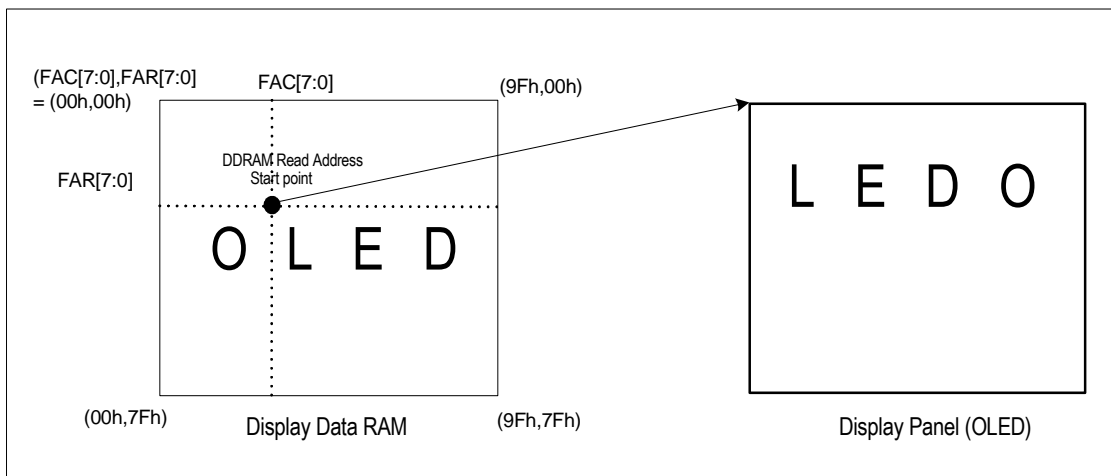 (FAC[7:0],FAR[7:0]
= (00h,00h)
FAC[7:0]
(9Fh,00h)
DDRAM Read Address
Start point
FAR[7:0]
O L E D
L E D O
(00h,7Fh)
Display Data RAM
(9Fh,7Fh)
Display Panel (OLED)